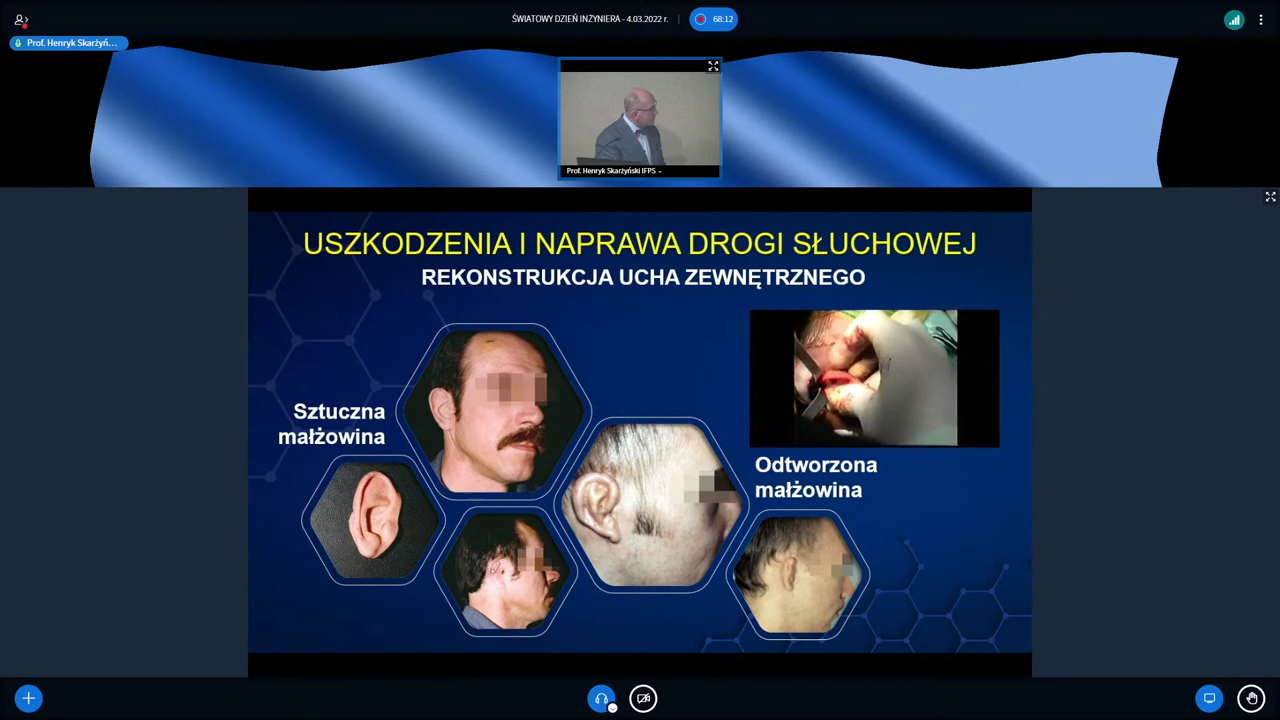 ŚWIATOWY DZIEŃ INZYNIERA - 4.03.2022 r.
68:12
Prof. Henryk Skarżyń...
Prof. Henryk Skarżyński IFPS
USZKODZENIA I NAPRAWA DROGI SŁUCHOWEJ
REKONSTRUKCJA UCHA ZEWNĘTRZNEGO
Sztuczna
małżowina
Odtworzona
małżowina